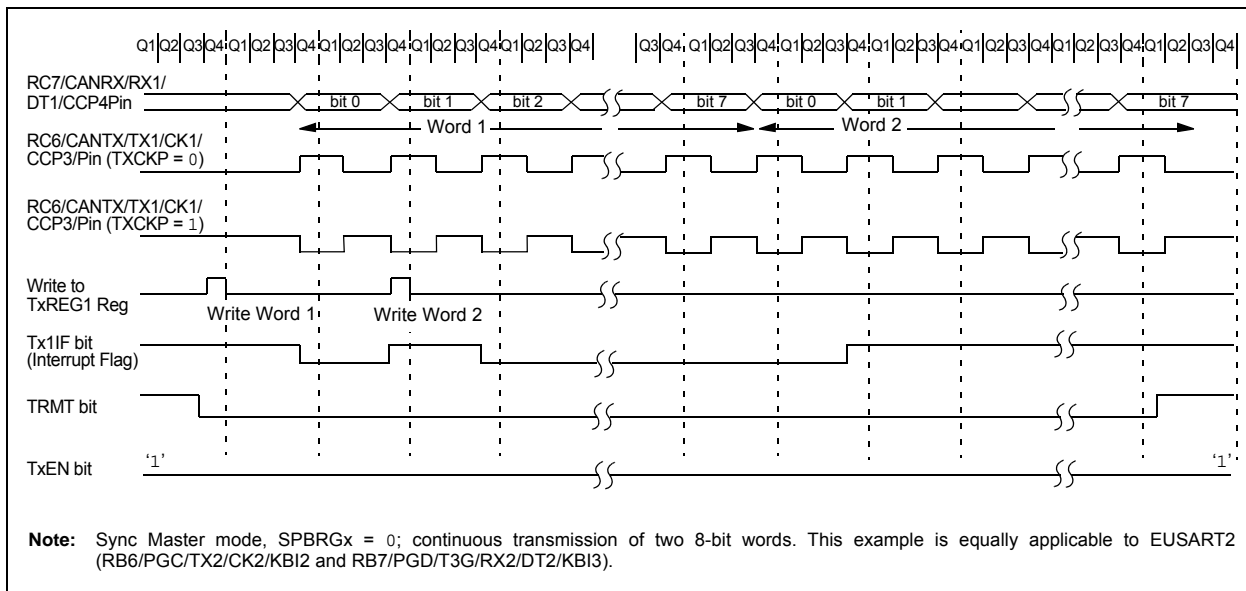 Q1|Q2|Q3|Q4|Q1|Q2|Q3|Q4|Q1|Q2|Q3|Q4|Q1|Q2|Q3|Q4|Q1|Q2|Q3|Q4| |Q3|Q4|Q1|Q2|Q3|Q4|Q1|Q2|Q3|Q4|Q1|Q2|Q3|Q4|Q1|Q2|Q3|Q4|Q1|Q2|Q3|Q4|Q1|Q2|Q3|Q4
RC7/CANRX/RX1/
DT1/CCP4Pin bit 0 bit 1 bit 2 bit 7 bit 0 bit 1 bit 7
Word 1 Word 2
RC6/CANTX/TX1/CK1/
CCP3/Pin (TXCKP = 0)
RC6/CANTX/TX1/CK1/
CCP3/Pin (TXCKP = 1)
Write to
TxREG1 Reg
Write Word 1 Write Word 2
Tx1IF bit
(Interrupt Flag)
TRMT bit
‘1’ ‘1’
TxEN bit
Note: Sync Master mode, SPBRGx = 0; continuous transmission of two 8-bit words. This example is equally applicable to EUSART2
(RB6/PGC/TX2/CK2/KBI2 and RB7/PGD/T3G/RX2/DT2/KBI3).